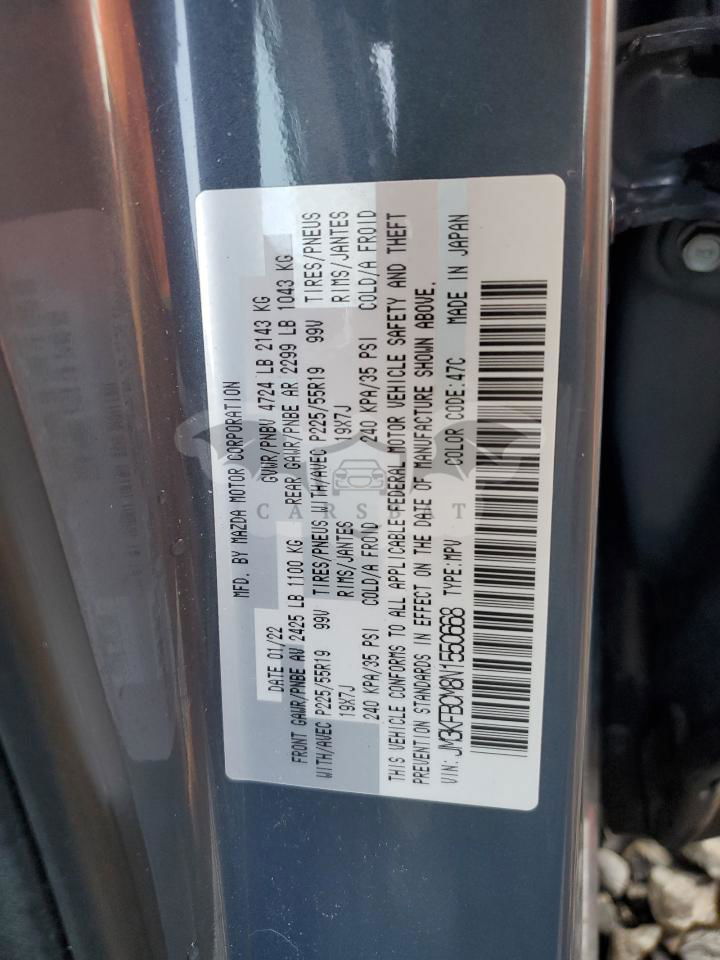 MFD. BY MAZDA MOTOR CORPORATION
DATE 01/22 GVWR/PNBV 4724 LB 2143 KG
FRONT GAWR/PNBE AV 2425 LB 1100 KG REAR GAWR/PNBE AR 2299 LB 1043 KG
WITH/AVEC P225/55R19 99V TIRES/PNEUS WITH/AVEC P225/55R19 99V TIRES/PNEUS
19X7J RIMS/JANTES 19X7J RIMS/JANTES
240 KPA/35 PSI COLD/A FROID 240 KPA/35 PSI COLD/A FROID
THIS VEHICLE CONFORMS TO ALL APPLICABLE FEDERAL MOTOR VEHICLE SAFETY AND THEFT
PREVENTION STANDARDS IN EFFECT ON THE DATE OF MANUFACTURE SHOWN ABOVE.
VIN: JM3KFBCM8N1550668 TYPE:MPV COLOR CODE:47C MADE IN JAPAN